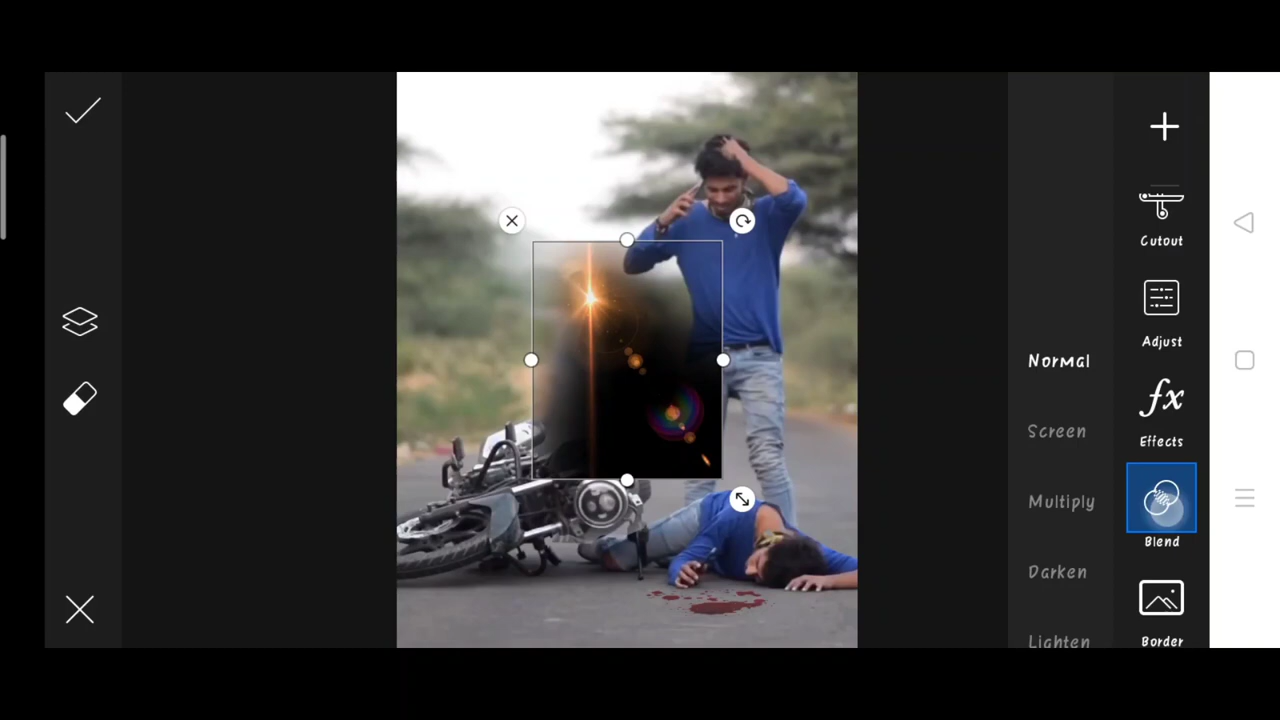 Cutout
Adjust
fx
Effects
Blend
Border
Normal
Screen
Multiply
Darken
Lighten